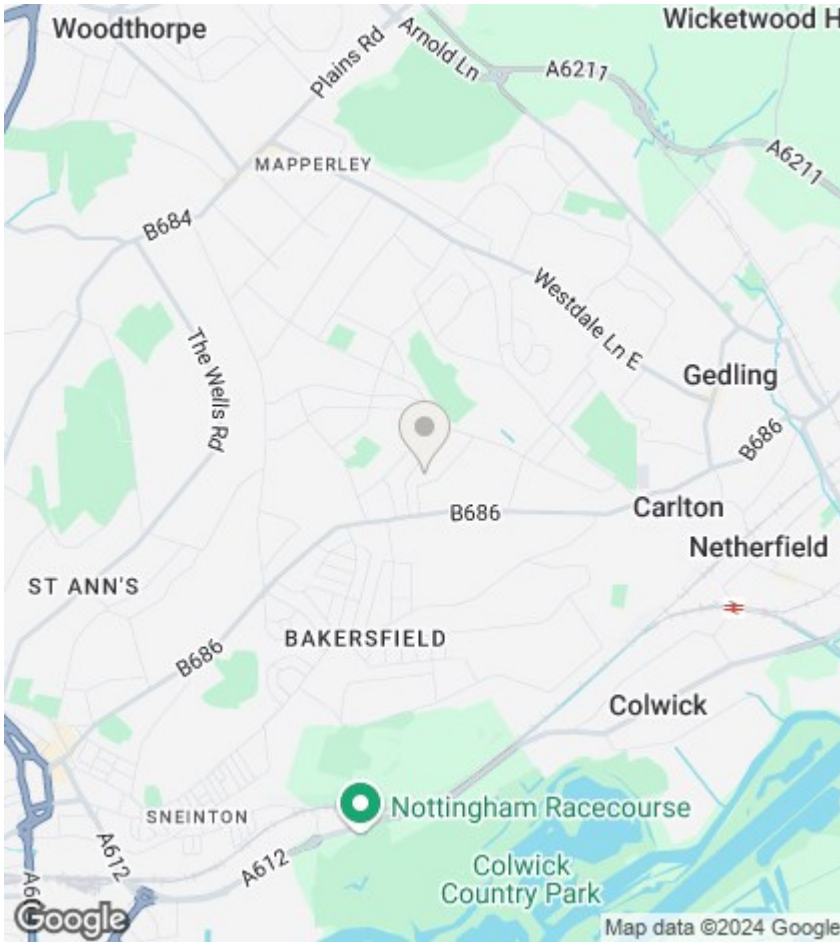 Wicketwood H
Woodthorpe
Plains Rd
Arnold Ln
A6211
A6211
MAPPERLEY
B684
Westdale Ln E
The Wells Rd
Gedling
B686
B686
Carlton
Netherfield
ST ANN'S
BAKERSFIELD
B686
Colwick
Nottingham Racecourse
SNEINTON
A612
A612
Colwick
Country Park
A6
Google
Map data ©2024 Google